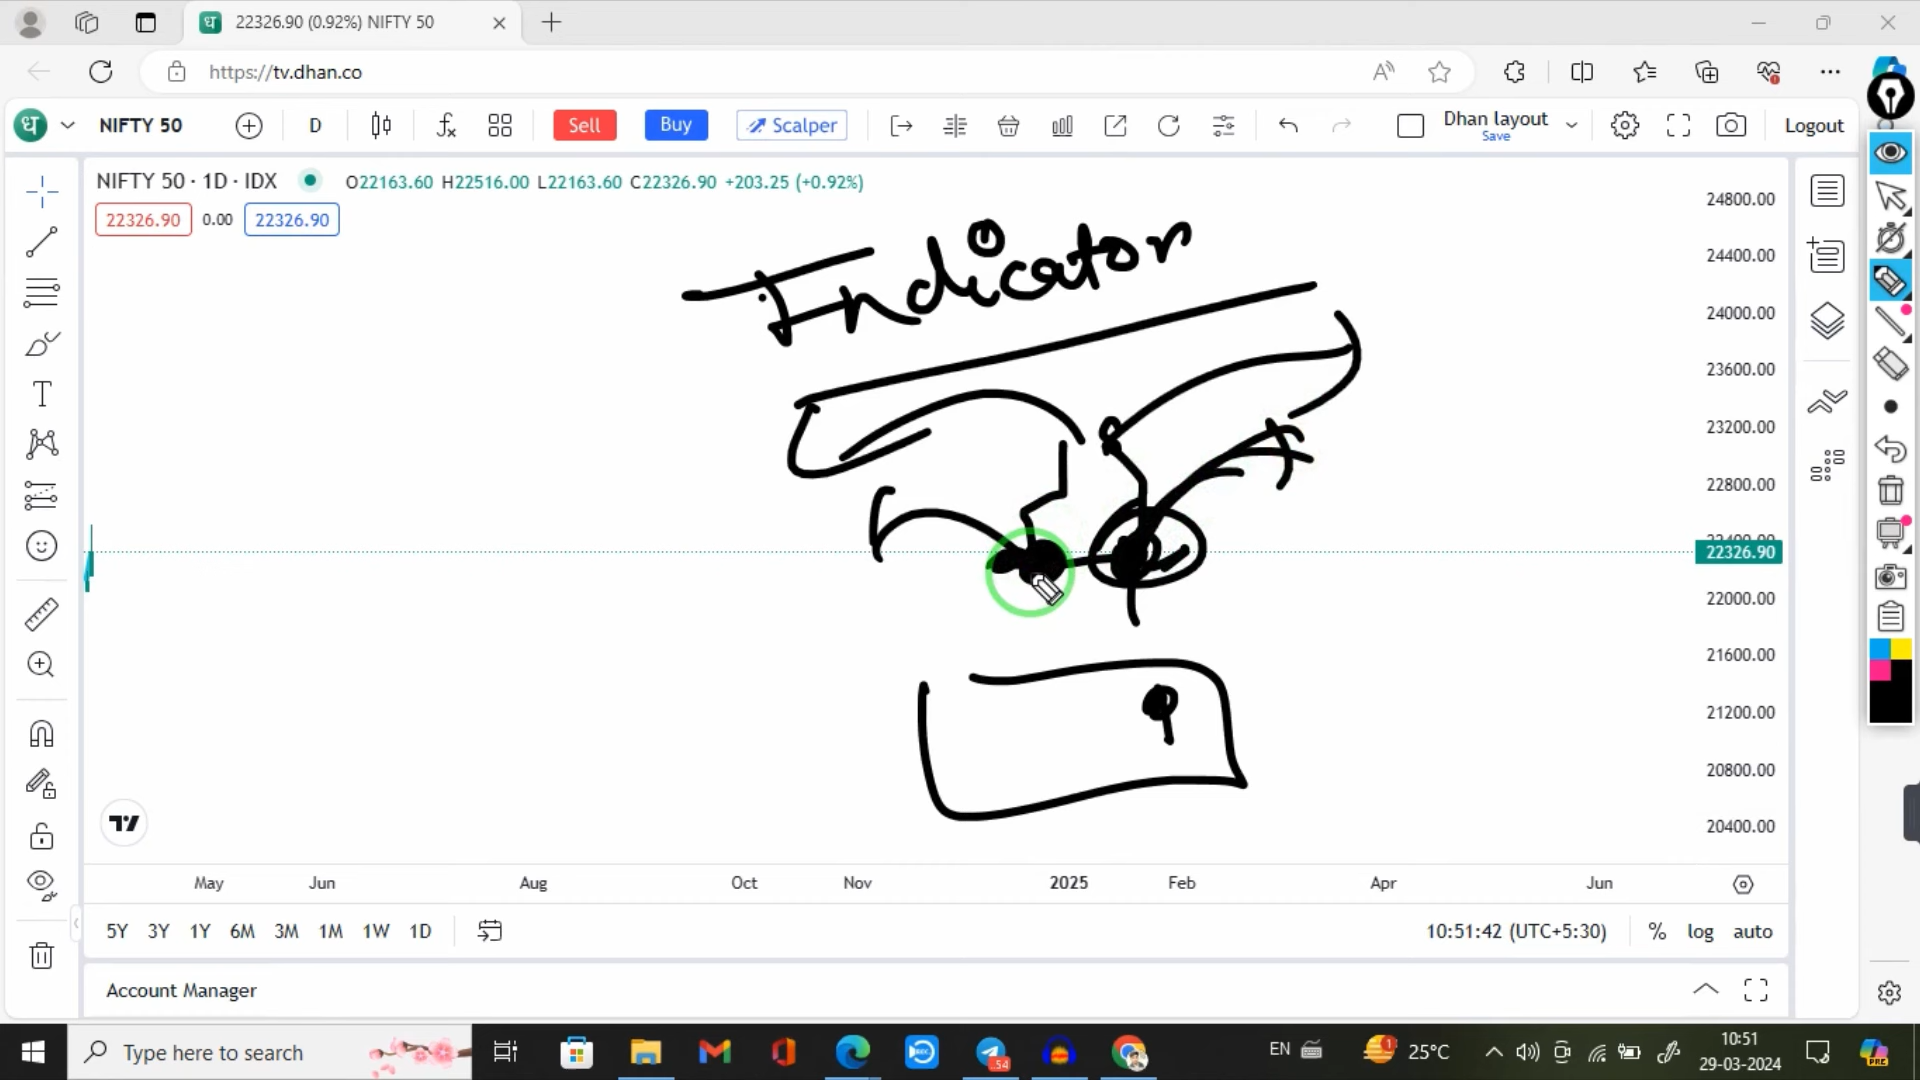 22326.90 (0.92%) NIFTY 50
https://tv.dhan.co
ध NIFTY 50 D Sell Buy Scalper Dhan layout Save Logout
NIFTY 50 · 1D · IDX O22163.60 H22516.00 L22163.60 C22326.90 +203.25 (+0.92%)
22326.90 0.00 22326.90
Indicator
24800.00
24400.00
24000.00
23600.00
23200.00
22800.00
22400.00
22326.90
22000.00
21600.00
21200.00
20800.00
20400.00
May Jun Aug Oct Nov 2025 Feb Apr Jun
5Y 3Y 1Y 6M 3M 1M 1W 1D 10:51:42 (UTC+5:30) % log auto
Account Manager
Type here to search 54 EN 1 25°C 10:51
29-03-2024